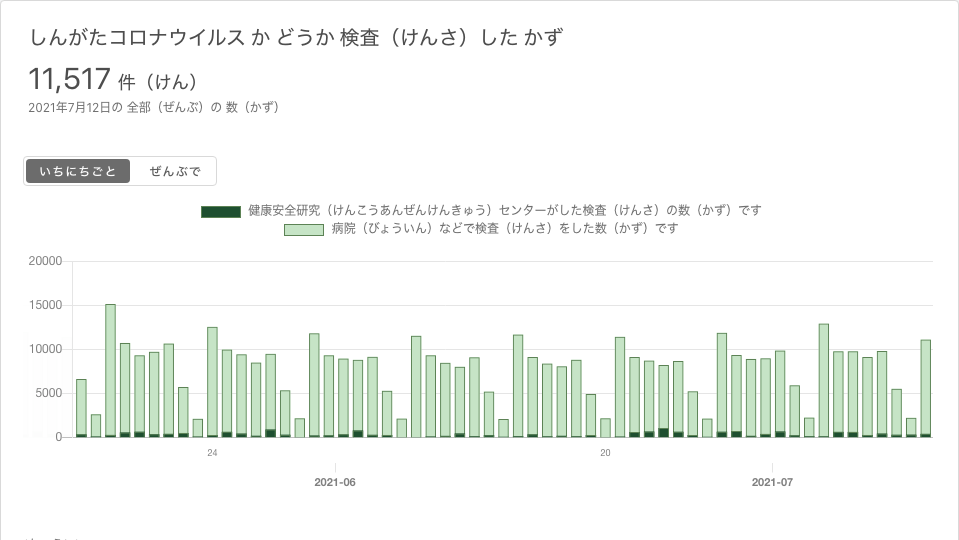 しんがたコロナウイルス か どうか 検査（けんさ）した かず
11,517 件（けん）
2021年7月12日の 全部（ぜんぶ）の 数（かず）
いちにちごと ぜんぶで
健康安全研究（けんこうあんぜんけんきゅう）センターがした検査（けんさ）の数（かず）です
病院（びょういん）などで検査（けんさ）をした数（かず）です
20000
15000
10000
5000
0
24 20
2021-06 2021-07